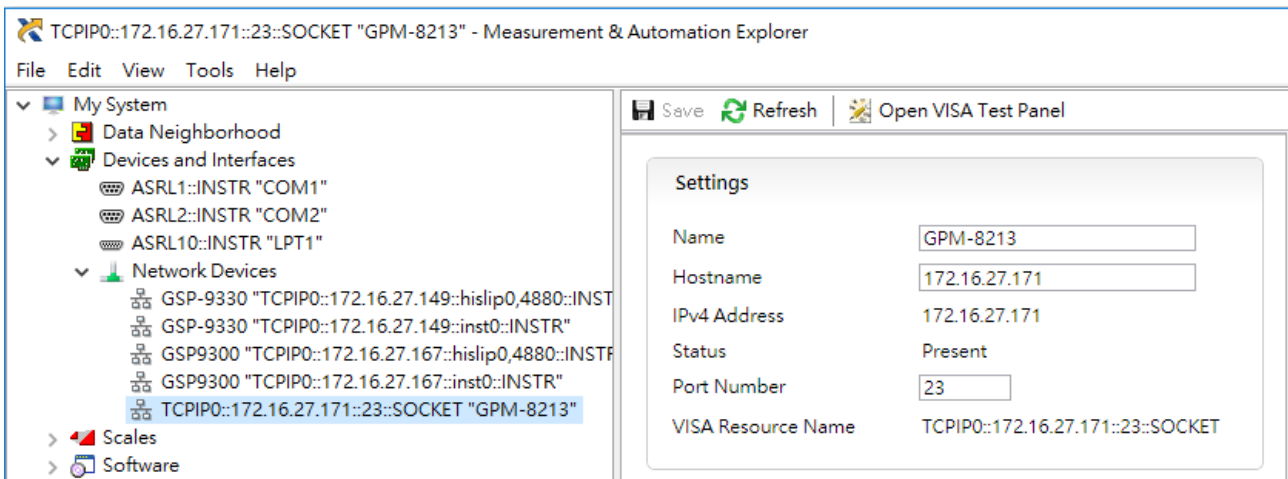 TCPIP0::172.16.27.171::23::SOCKET "GPM-8213" - Measurement & Automation Explorer
File Edit View Tools Help
My System
Data Neighborhood
Devices and Interfaces
ASRL1::INSTR "COM1"
ASRL2::INSTR "COM2"
ASRL10::INSTR "LPT1"
Network Devices
GSP-9330 "TCPIP0::172.16.27.149::hislip0,4880::INST
GSP-9330 "TCPIP0::172.16.27.149::inst0::INSTR"
GSP9300 "TCPIP0::172.16.27.167::hislip0,4880::INSTR
GSP9300 "TCPIP0::172.16.27.167::inst0::INSTR"
TCPIP0::172.16.27.171::23::SOCKET "GPM-8213"
Scales
Software
Save Refresh Open VISA Test Panel
Settings
Name GPM-8213
Hostname 172.16.27.171
IPv4 Address 172.16.27.171
Status Present
Port Number 23
VISA Resource Name TCPIP0::172.16.27.171::23::SOCKET